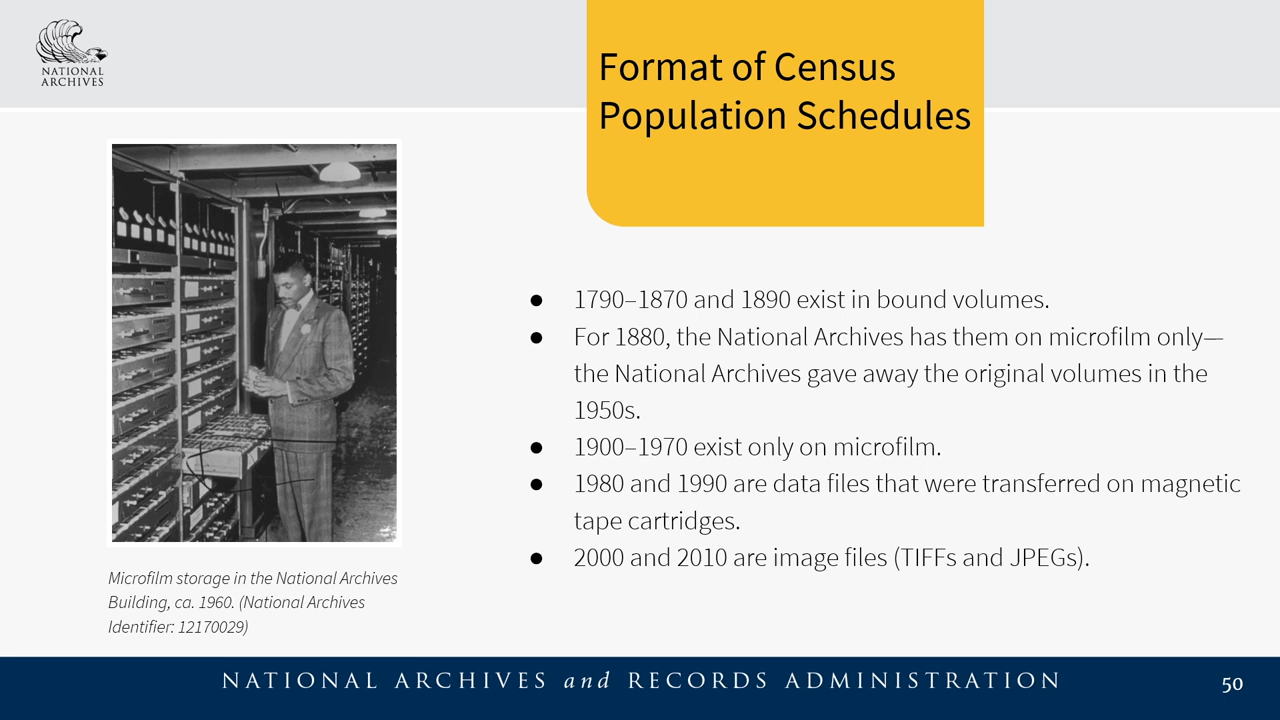 NATIONAL
ARCHIVES
Format of Census
Population Schedules
● 1790–1870 and 1890 exist in bound volumes.
● For 1880, the National Archives has them on microfilm only—
the National Archives gave away the original volumes in the
1950s.
● 1900–1970 exist only on microfilm.
● 1980 and 1990 are data files that were transferred on magnetic
tape cartridges.
● 2000 and 2010 are image files (TIFFs and JPEGs).
Microfilm storage in the National Archives
Building, ca. 1960. (National Archives
Identifier: 12170029)
NATIONAL ARCHIVES and RECORDS ADMINISTRATION
50